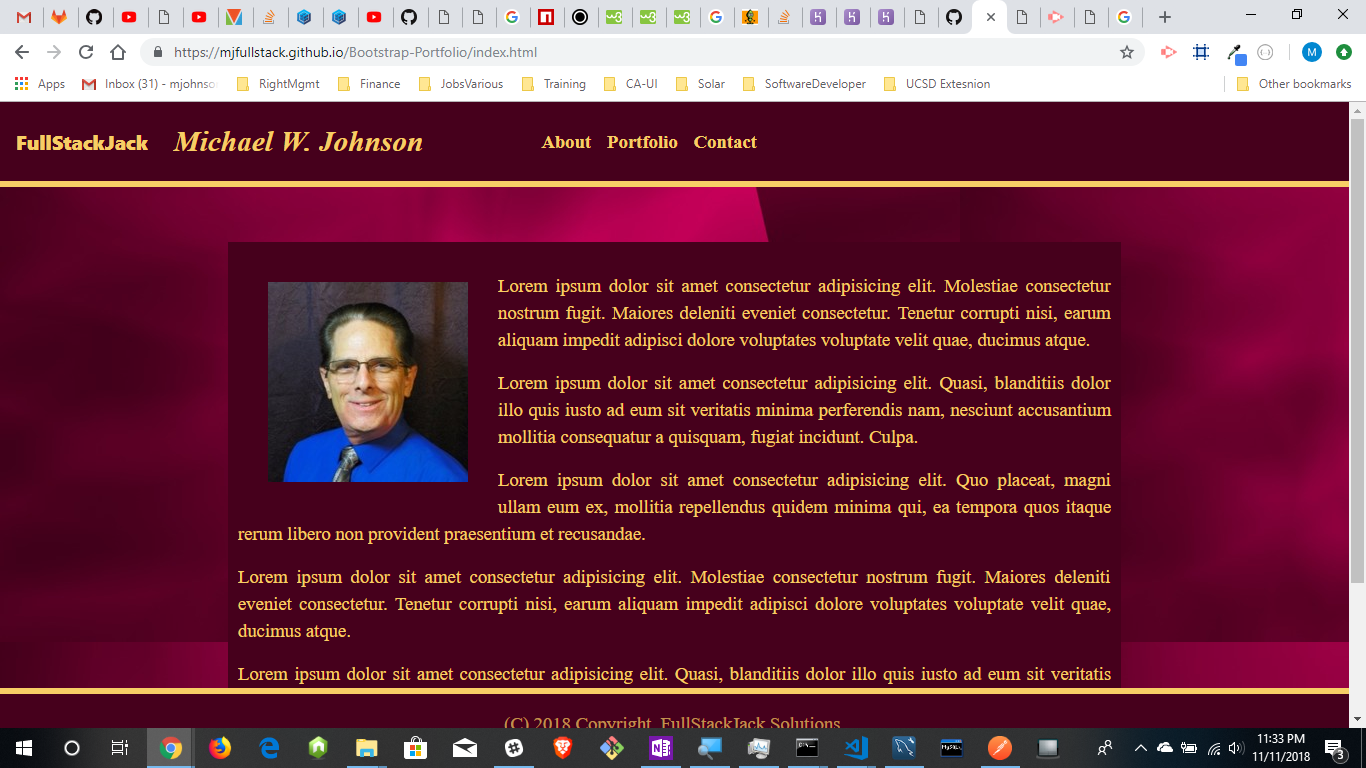 https://mjfullstack.github.io/Bootstrap-Portfolio/index.html
M
Apps Inbox (31) - mjohnso RightMgmt Finance JobsVarious Training CA-UI Solar SoftwareDeveloper UCSD Extesnion Other bookmarks
FullStackJack Michael W. Johnson About Portfolio Contact
Lorem ipsum dolor sit amet consectetur adipisicing elit. Molestiae consectetur
nostrum fugit. Maiores deleniti eveniet consectetur. Tenetur corrupti nisi, earum
aliquam impedit adipisci dolore voluptates voluptate velit quae, ducimus atque.
Lorem ipsum dolor sit amet consectetur adipisicing elit. Quasi, blanditiis dolor
illo quis iusto ad eum sit veritatis minima perferendis nam, nesciunt accusantium
mollitia consequatur a quisquam, fugiat incidunt. Culpa.
Lorem ipsum dolor sit amet consectetur adipisicing elit. Quo placeat, magni
ullam eum ex, mollitia repellendus quidem minima qui, ea tempora quos itaque
rerum libero non provident praesentium et recusandae.
Lorem ipsum dolor sit amet consectetur adipisicing elit. Molestiae consectetur nostrum fugit. Maiores deleniti
eveniet consectetur. Tenetur corrupti nisi, earum aliquam impedit adipisci dolore voluptates voluptate velit quae,
ducimus atque.
Lorem ipsum dolor sit amet consectetur adipisicing elit. Quasi, blanditiis dolor illo quis iusto ad eum sit veritatis
(C) 2018 Copyright FullStackJack Solutions
11:33 PM
11/11/2018
3